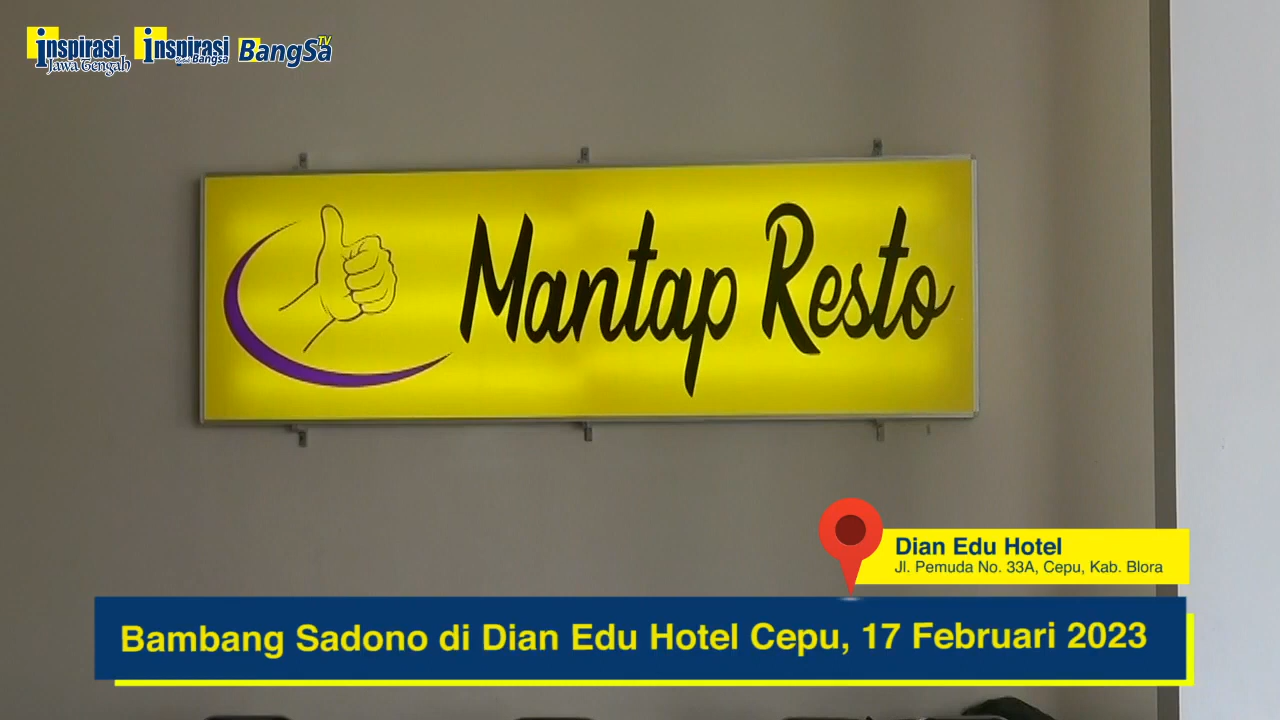 inspirasi
Jawa Tengah
inspirasi
Bangsa
BangSa TV
Mantap Resto
Dian Edu Hotel
Jl. Pemuda No. 33A, Cepu, Kab. Blora
Bambang Sadono di Dian Edu Hotel Cepu, 17 Februari 2023